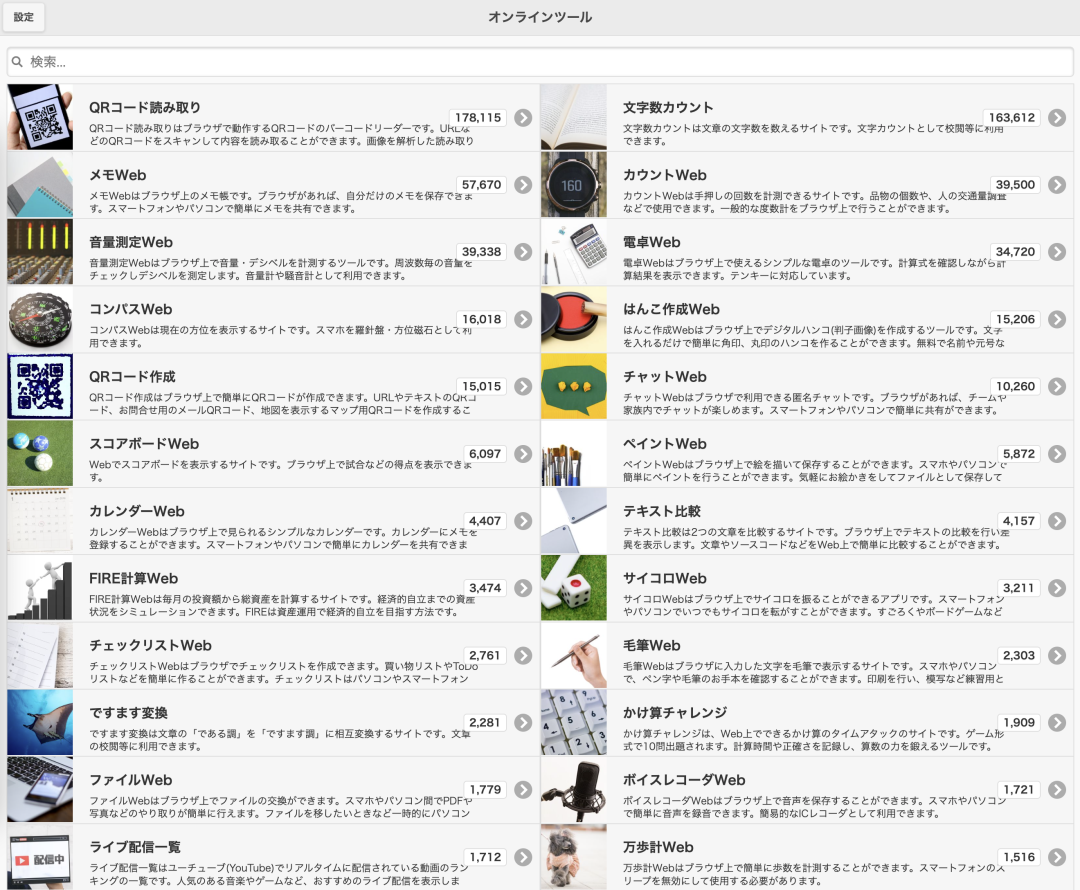 設定
オンラインツール
検索...
QRコード読み取り
178,115
QRコード読み取りはブラウザで動作するQRコードのバーコードリーダーです。URLな
どのQRコードをスキャンして内容を読み取ることができます。画像を解析した読み取り
文字数カウント
163,612
文字数カウントは文章の文字数を数えるサイトです。文字カウントとして校閲等に利用
できます。
メモWeb
57,670
メモWebはブラウザ上のメモ帳です。ブラウザがあれば、自分だけのメモを保存できま
す。スマートフォンやパソコンで簡単にメモを共有できます。
カウントWeb
39,500
カウントWebは手押しの回数を計測できるサイトです。品物の個数や、人の交通量調査
などで使用できます。一般的な度数計をブラウザ上で行うことができます。
160
音量測定Web
39,338
音量測定Webはブラウザ上で音量・デシベルを計測するツールです。周波数毎の音量を
チェックしデシベルを測定します。音量計や騒音計として利用できます。
電卓Web
34,720
電卓Webはブラウザ上で使えるシンプルな電卓のツールです。計算式を確認しながら計
算結果を表示できます。テンキーに対応しています。
コンパスWeb
16,018
コンパスWebは現在の方位を表示するサイトです。スマホを羅針盤・方位磁石として利
用できます。
はんこ作成Web
15,206
はんこ作成Webはブラウザ上でデジタルハンコ(判子画像)を作成するツールです。文字
を入れるだけで簡単に角印、丸印のハンコを作ることができます。無料で名前や元号な
QRコード作成
15,015
QRコード作成はブラウザ上で簡単にQRコードが作成できます。URLやテキストのQRコ
ード、お問合せ用のメールQRコード、地図を表示するマップ用QRコードを作成するこ
チャットWeb
10,260
チャットWebはブラウザで利用できる匿名チャットです。ブラウザがあれば、チームや
家族内でチャットが楽しめます。スマートフォンやパソコンで簡単に共有ができます。
スコアボードWeb
6,097
Webでスコアボードを表示するサイトです。ブラウザ上で試合などの得点を表示できま
す。
ペイントWeb
5,872
ペイントWebはブラウザ上で絵を描いて保存することができます。スマホやパソコンで
簡単にペイントを行うことができます。気軽にお絵かきをしてファイルとして保存して
カレンダーWeb
4,407
カレンダーWebはブラウザ上で見られるシンプルなカレンダーです。カレンダーにメモを
登録することができます。スマートフォンやパソコンで簡単にカレンダーを共有できま
テキスト比較
4,157
テキスト比較は2つの文章を比較するサイトです。ブラウザ上でテキストの比較を行い差
異を表示します。文章やソースコードなどをWeb上で簡単に比較することができます。
FIRE計算Web
3,474
FIRE計算Webは毎月の投資額から総資産を計算するサイトです。経済的自立までの資産
状況をシミュレーションできます。FIREは資産運用で経済的自立を目指す方法です。
サイコロWeb
3,211
サイコロWebはブラウザ上でサイコロを振ることができるアプリです。スマートフォン
やパソコンでいつでもサイコロを転がすことができます。すごろくやボードゲームなど
チェックリストWeb
2,761
チェックリストWebはブラウザでチェックリストを作成できます。買い物リストやToDo
リストなどを簡単に作ることができます。チェックリストはパソコンやスマートフォン
毛筆Web
2,303
毛筆Webはブラウザに入力した文字を毛筆で表示するサイトです。スマホやパソコン
で、ペン字や毛筆のお手本を確認することができます。印刷を行い、模写など練習用と
ですます変換
2,281
ですます変換は文章の「である調」を「ですます調」に相互変換するサイトです。文章
の校閲等に利用できます。
かけ算チャレンジ
1,909
かけ算チャレンジは、Web上でできるかけ算のタイムアタックのサイトです。ゲーム形
式で10問出題されます。計算時間や正確さを記録し、算数の力を鍛えるツールです。
ファイルWeb
1,779
ファイルWebはブラウザ上でファイルの交換ができます。スマホやパソコン間でPDFや
写真などのやり取りが簡単に行えます。ファイルを移したいときなど一時的にパソコン
ボイスレコーダWeb
1,721
ボイスレコーダWebはブラウザ上で音声を保存することができます。スマホやパソコン
で簡単に音声を録音できます。簡易的なICレコーダとして利用できます。
配信中
ライブ配信一覧
1,712
ライブ配信一覧はユーチューブ(YouTube)でリアルタイムに配信されている動画のラン
キングの一覧です。人気のある音楽やゲームなど、おすすめのライブ配信を表示しま
万歩計Web
1,516
万歩計Webはブラウザ上で簡単に歩数を計測することができます。スマートフォンのス
リープを無効にして使用する必要があります。